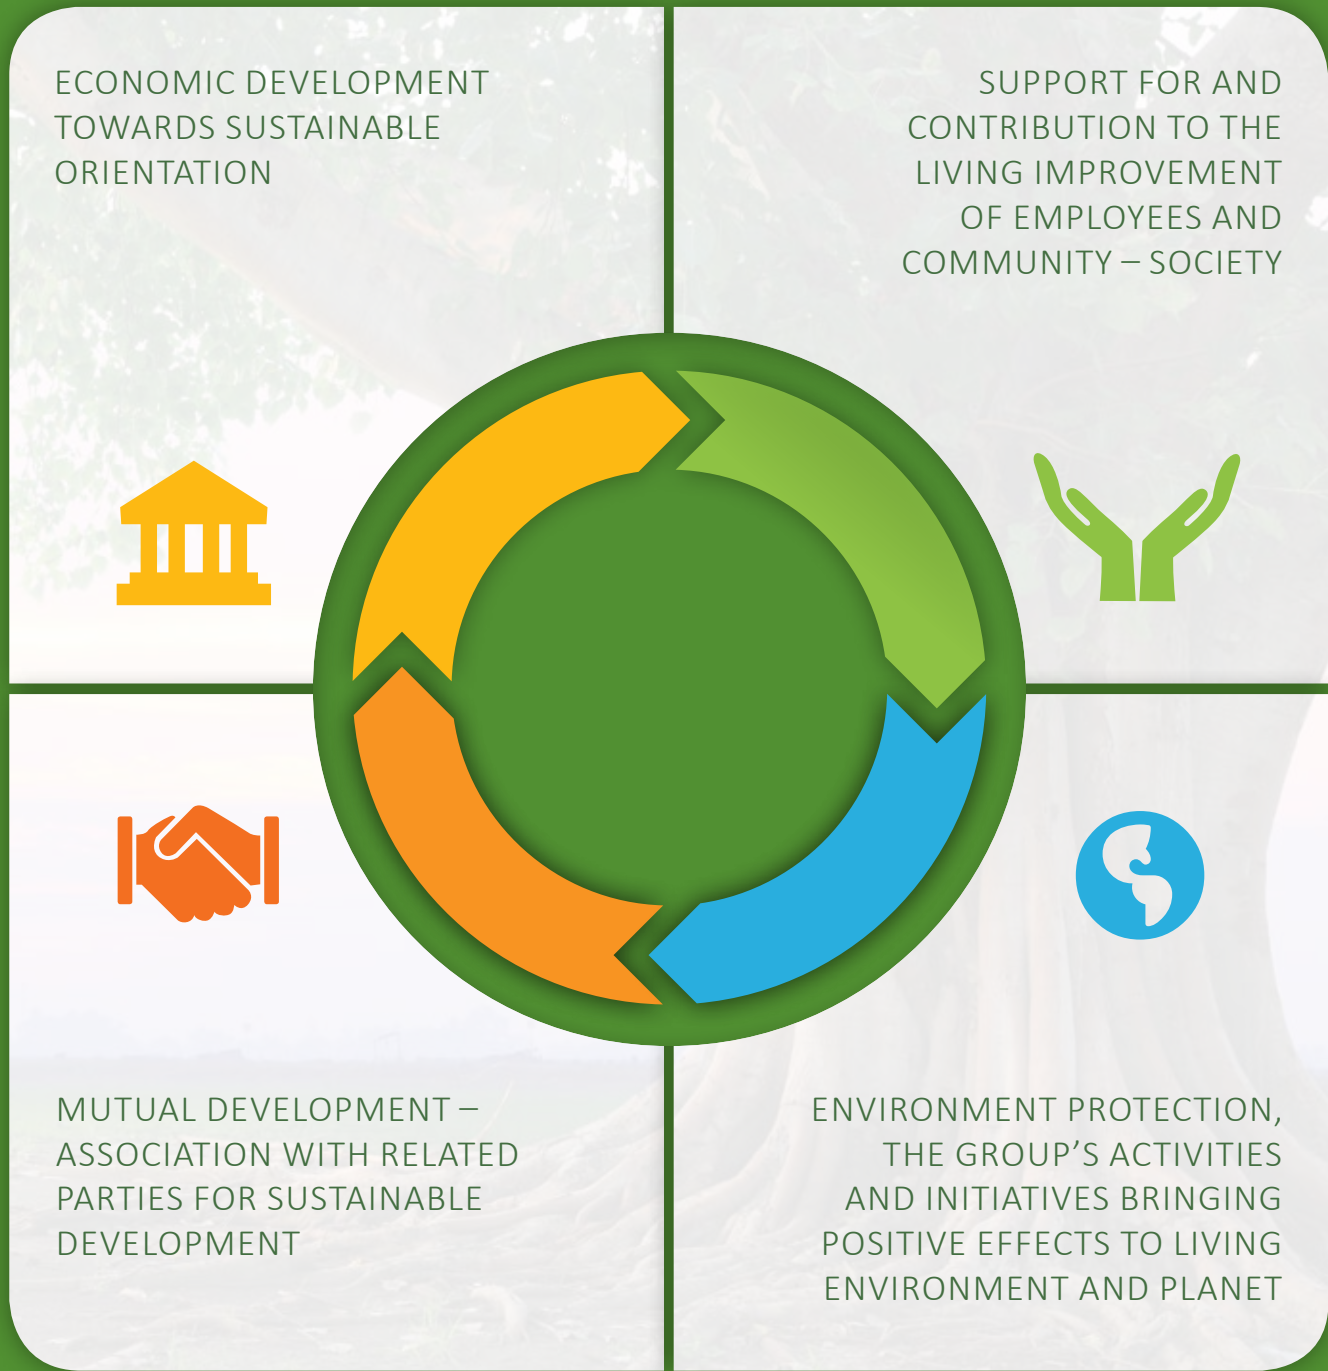 ECONOMIC DEVELOPMENT
TOWARDS SUSTAINABLE
ORIENTATION
SUPPORT FOR AND
CONTRIBUTION TO THE
LIVING IMPROVEMENT
OF EMPLOYEES AND
COMMUNITY – SOCIETY
MUTUAL DEVELOPMENT –
ASSOCIATION WITH RELATED
PARTIES FOR SUSTAINABLE
DEVELOPMENT
ENVIRONMENT PROTECTION,
THE GROUP’S ACTIVITIES
AND INITIATIVES BRINGING
POSITIVE EFFECTS TO LIVING
ENVIRONMENT AND PLANET